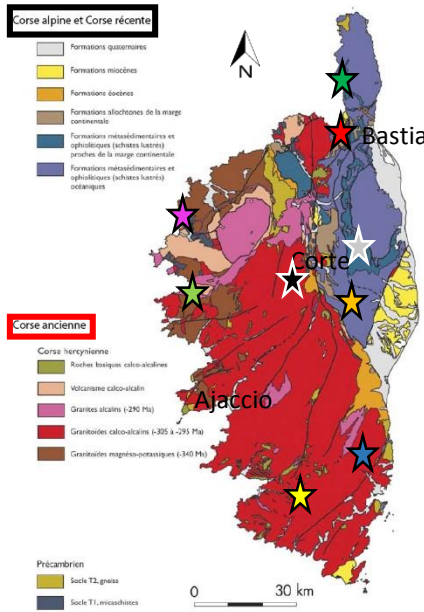 Corse alpine et Corse récente
Formations quaternaires
Formations miocènes
Formations éocènes
Formations allochtones de la marge
continentale
Formations métasédimentaires et
ophiolitiques (schistes lustrés)
proches de la marge continentale
Formations métasédimentaires et
ophiolitiques (schistes lustrés)
océaniques
N
Bastia
Corte
Corse ancienne
Corse hercynienne
Roches basiques calco-alcalines
Volcanisme calco-alcalin
Granites alcalins (-290 Ma)
Granitoïdes calco-alcalins (-305 à -295 Ma)
Granitoïdes magnéso-potassiques (-340 Ma)
Ajaccio
Précambrien
Socle T2, gneiss
Socle T1, micaschistes
0 30 km